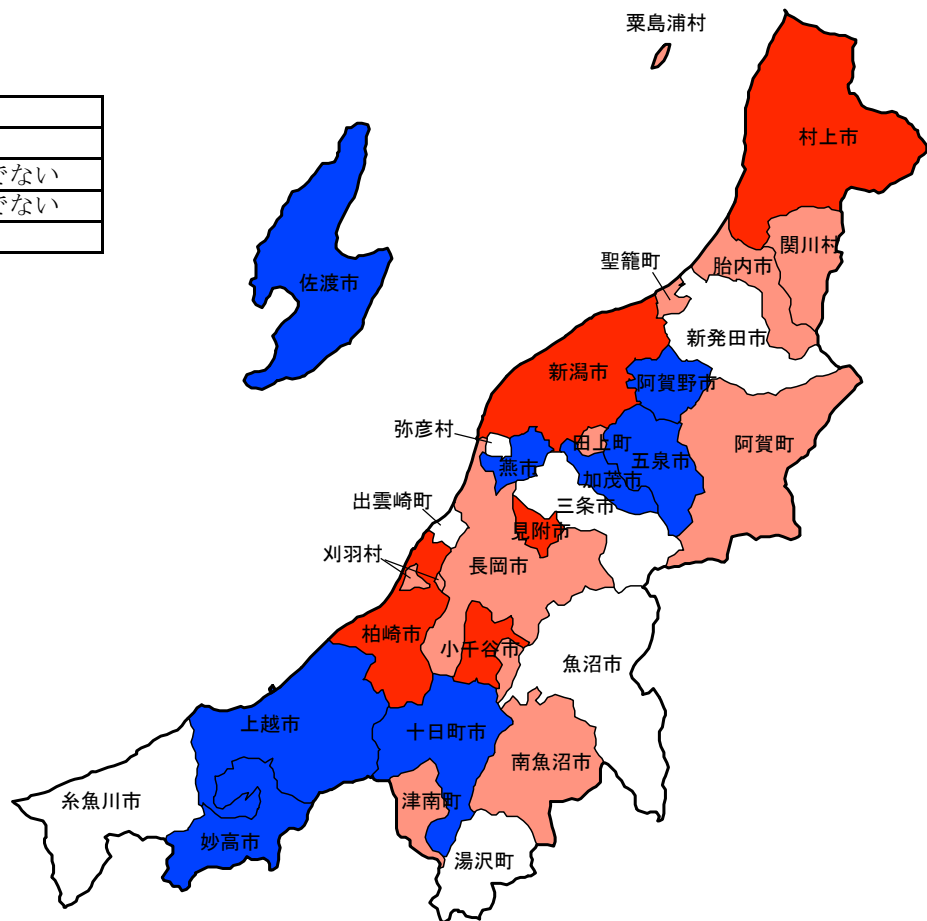 粟島浦村
村上市
でない
でない
関川村
聖籠町
胎内市
佐渡市
新発田市
新潟市
阿賀野市
弥彦村
田上町
阿賀町
燕市
五泉市
加茂市
出雲崎町
三条市
見附市
刈羽村
長岡市
柏崎市
小千谷市
魚沼市
上越市
十日町市
南魚沼市
糸魚川市
津南町
妙高市
湯沢町